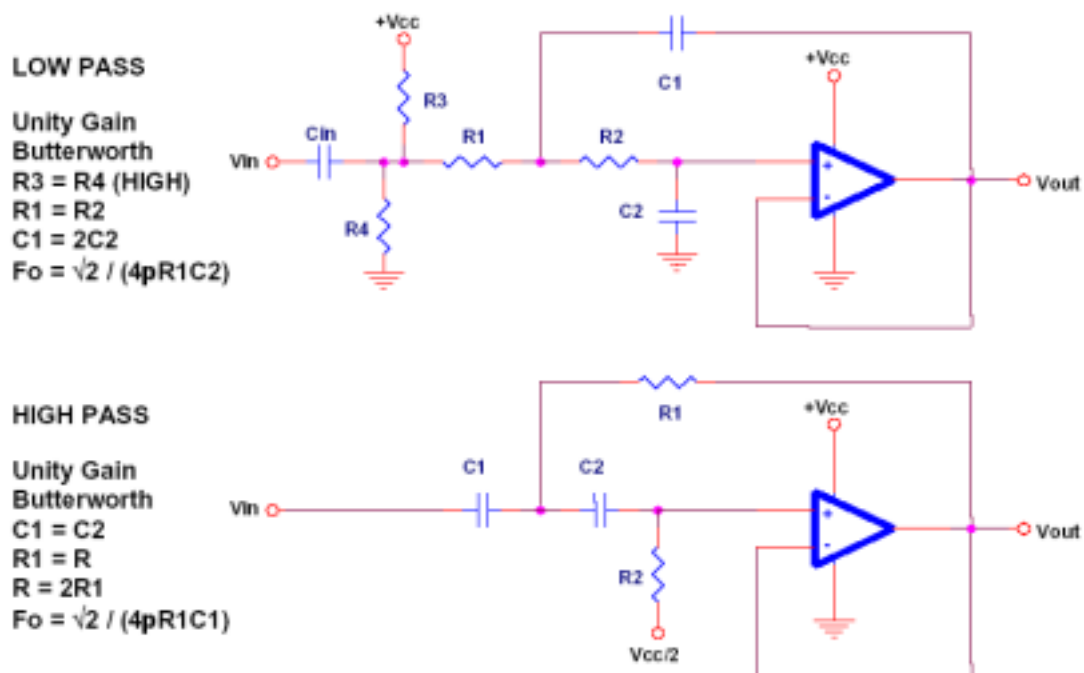 LOW PASS
Unity Gain
Butterworth
R3 = R4 (HIGH)
R1 = R2
C1 = 2C2
Fo = √2 / (4pR1C2)
+Vcc
R3
Cin
Vin
R4
R1
R2
C1
C2
+Vcc
+
-
Vout
HIGH PASS
Unity Gain
Butterworth
C1 = C2
R1 = R
R = 2R1
Fo = √2 / (4pR1C1)
Vin
C1
C2
R1
R2
Vcc/2
+Vcc
+
-
Vout